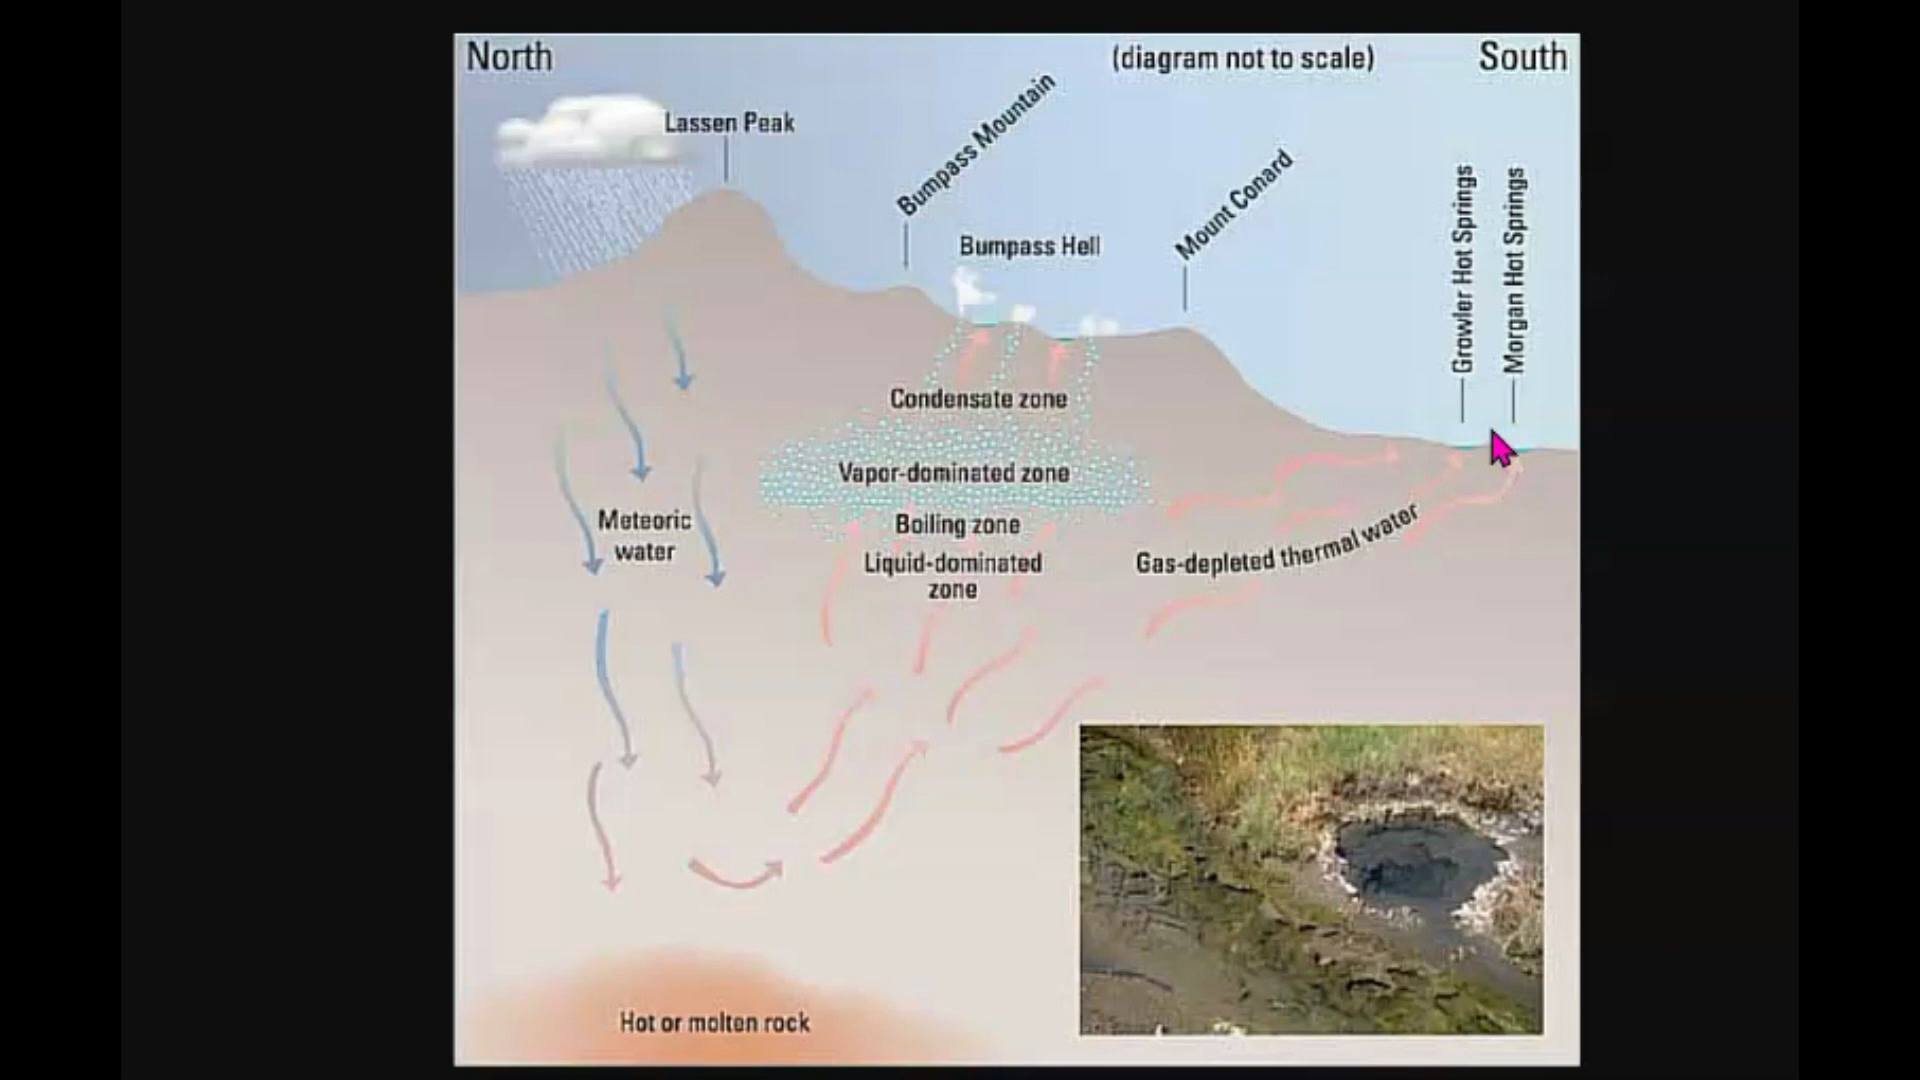 North
(diagram not to scale)
South
Lassen Peak
Bumpass Mountain
Bumpass Hell
Mount Conard
Growler Hot Springs
Morgan Hot Springs
Condensate zone
Vapor-dominated zone
Boiling zone
Liquid-dominated
zone
Meteoric
water
Gas-depleted thermal water
Hot or molten rock